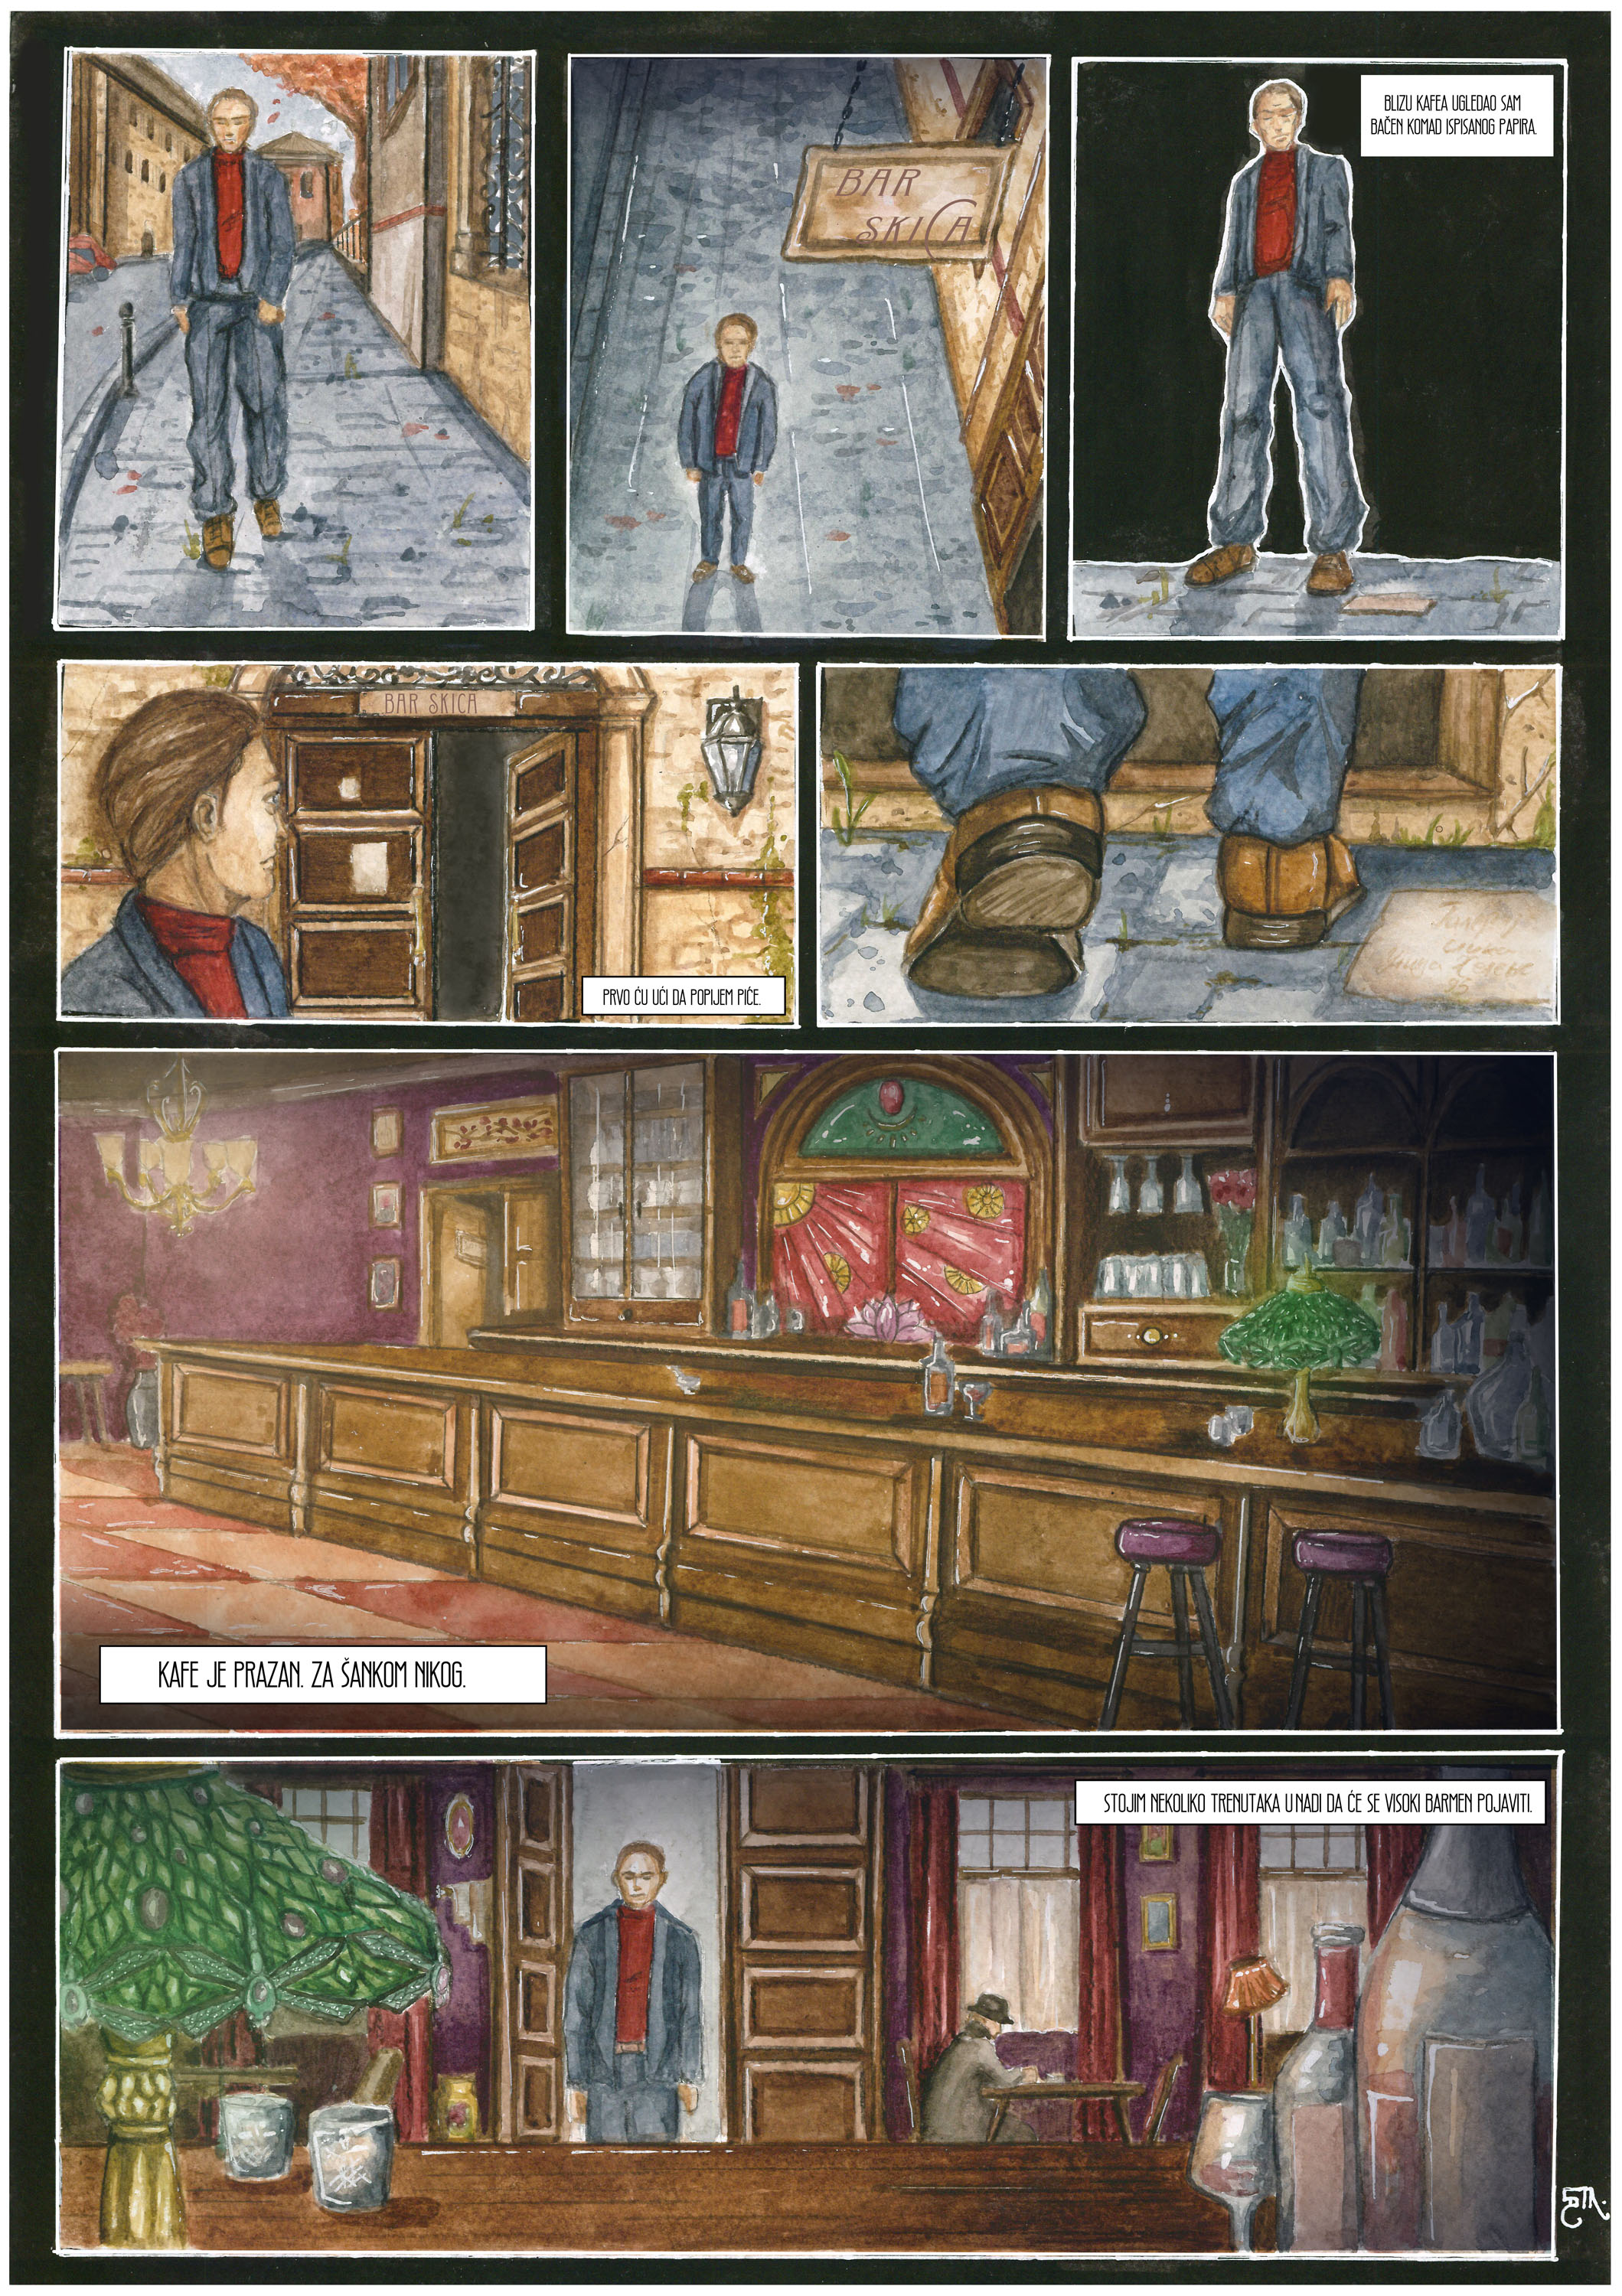 BAR
SKICA
BLIZU KAFEA UGLEDAO SAM
BAČEN KOMAD ISPISANOG PAPIRA.
BAR SKICA
PRVO ĆU UĆI DA POPIJEM PIĆE.
KAFE JE PRAZAN. ZA ŠANKOM NIKOG.
STOJIM NEKOLIKO TRENUTAKA U NADI DA ĆE SE VISOKI BARMEN POJAVITI.